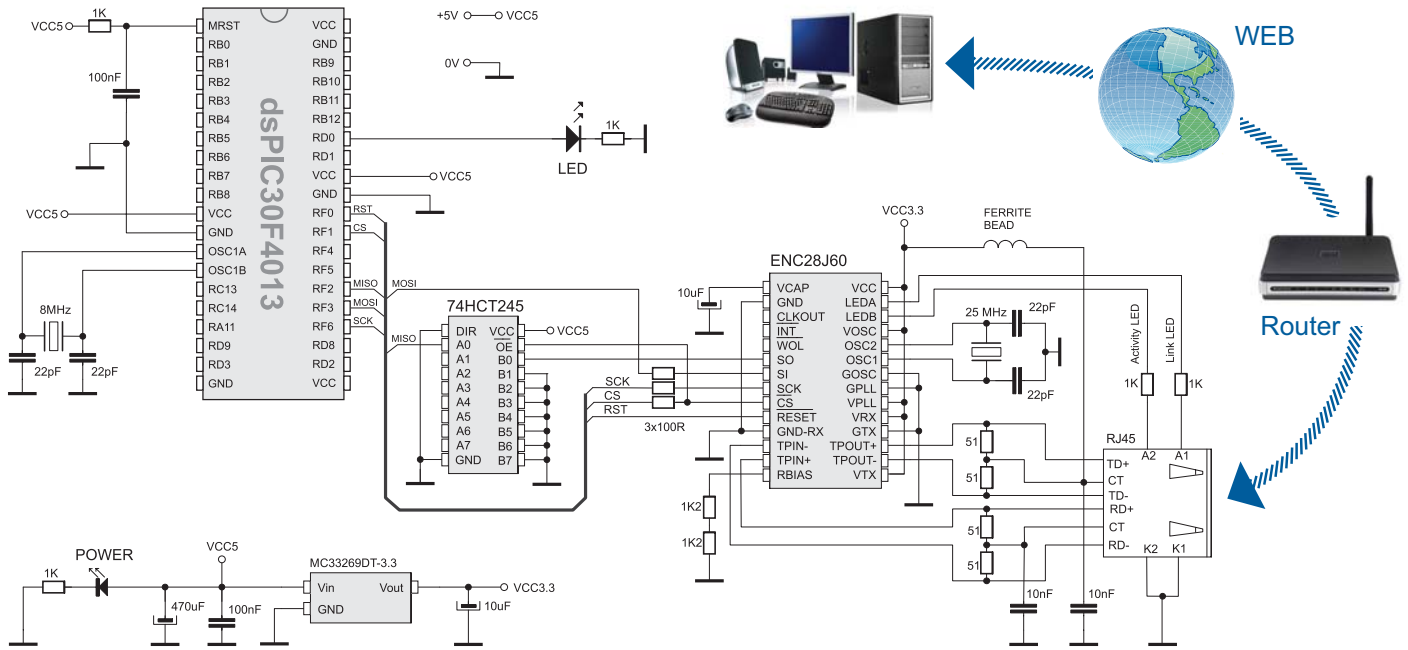 VCC5
1K
100nF
MRST
RB0
RB1
RB2
RB3
RB4
RB5
RB6
RB7
RB8
VCC
GND
OSC1A
OSC1B
RC13
RC14
RA11
RD9
RD3
GND
dsPIC30F4013
VCC
GND
RB9
RB10
RB11
RB12
RD0
RD1
VCC
GND
RF0
RF1
RF4
RF5
RF2
RF3
RF6
RD8
RD2
VCC
VCC5
8MHz
22pF
22pF
+5V
VCC5
0V
LED
1K
VCC5
RST
CS
MISO
MOSI
SCK
MOSI
MISO
74HCT245
DIR
A0
A1
A2
A3
A4
A5
A6
A7
GND
VCC
OE
B0
B1
B2
B3
B4
B5
B6
B7
VCC5
SCK
CS
RST
3x100R
ENC28J60
VCAP
GND
CLKOUT
INT
WOL
SO
SI
SCK
CS
RESET
GND-RX
TPIN-
TPIN+
RBIAS
VCC
LEDA
LEDB
VOSC
OSC2
OSC1
GOSC
GPLL
VPLL
VRX
GTX
TPOUT+
TPOUT-
VTX
10uF
VCC3.3
FERRITE
BEAD
25 MHz
22pF
22pF
Activity LED
Link LED
1K
1K
1K2
1K2
51
51
51
51
10nF
10nF
RJ45
A2
A1
TD+
CT
TD-
RD+
CT
RD-
K2
K1
WEB
Router
POWER
1K
VCC5
470uF
100nF
MC33269DT-3.3
Vin
Vout
GND
VCC3.3
10uF